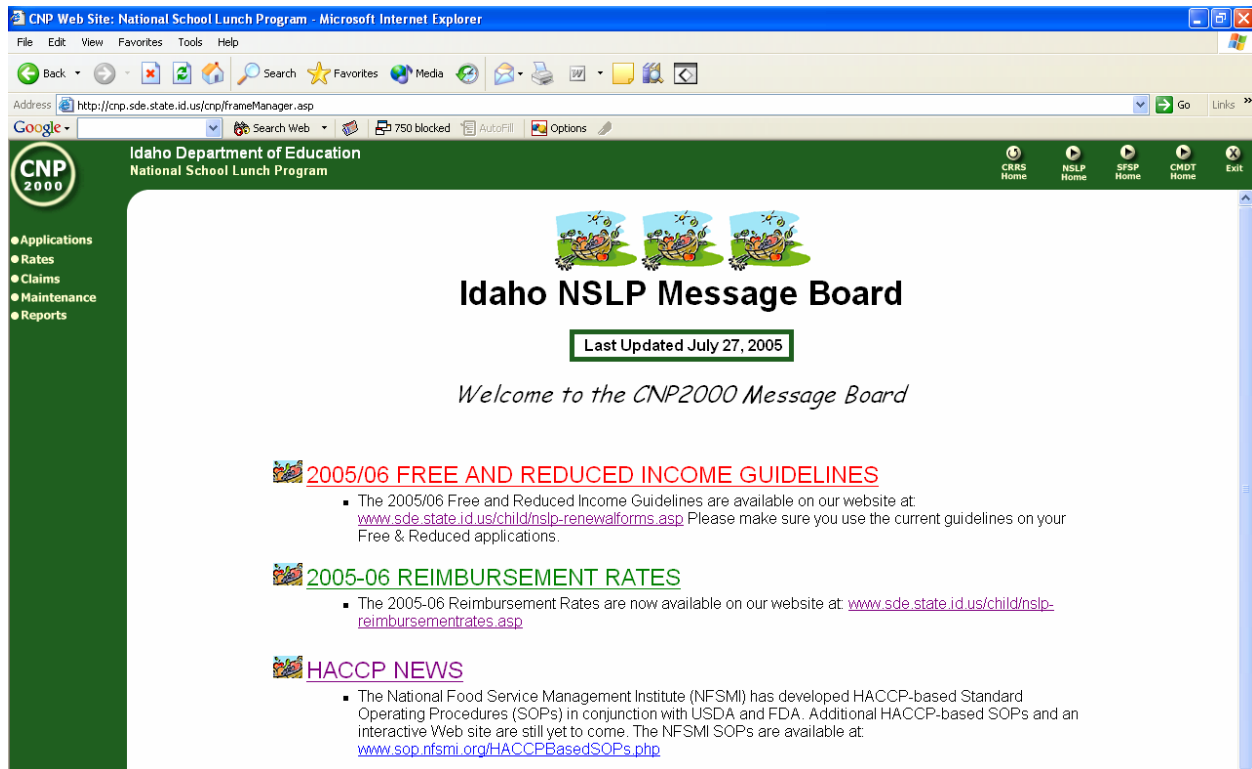 CNP Web Site: National School Lunch Program - Microsoft Internet Explorer
File Edit View Favorites Tools Help
Back Search Favorites Media
Address http://cnp.sde.state.id.us/cnp/frameManager.asp Go Links »
Google Search Web 750 blocked AutoFill Options
CNP
2000
Idaho Department of Education
National School Lunch Program
CRRS
Home
NSLP
Home
SFSP
Home
CMDT
Home
Exit
Applications
Rates
Claims
Maintenance
Reports
Idaho NSLP Message Board
Last Updated July 27, 2005
Welcome to the CNP2000 Message Board
2005/06 FREE AND REDUCED INCOME GUIDELINES
The 2005/06 Free and Reduced Income Guidelines are available on our website at:
www.sde.state.id.us/child/nslp-renewalforms.asp Please make sure you use the current guidelines on your
Free & Reduced applications.
2005-06 REIMBURSEMENT RATES
The 2005-06 Reimbursement Rates are now available on our website at: www.sde.state.id.us/child/nslp-
reimbursementrates.asp
HACCP NEWS
The National Food Service Management Institute (NFSMI) has developed HACCP-based Standard
Operating Procedures (SOPs) in conjunction with USDA and FDA. Additional HACCP-based SOPs and an
interactive Web site are still yet to come. The NFSMI SOPs are available at:
www.sop.nfsmi.org/HACCPBasedSOPs.php